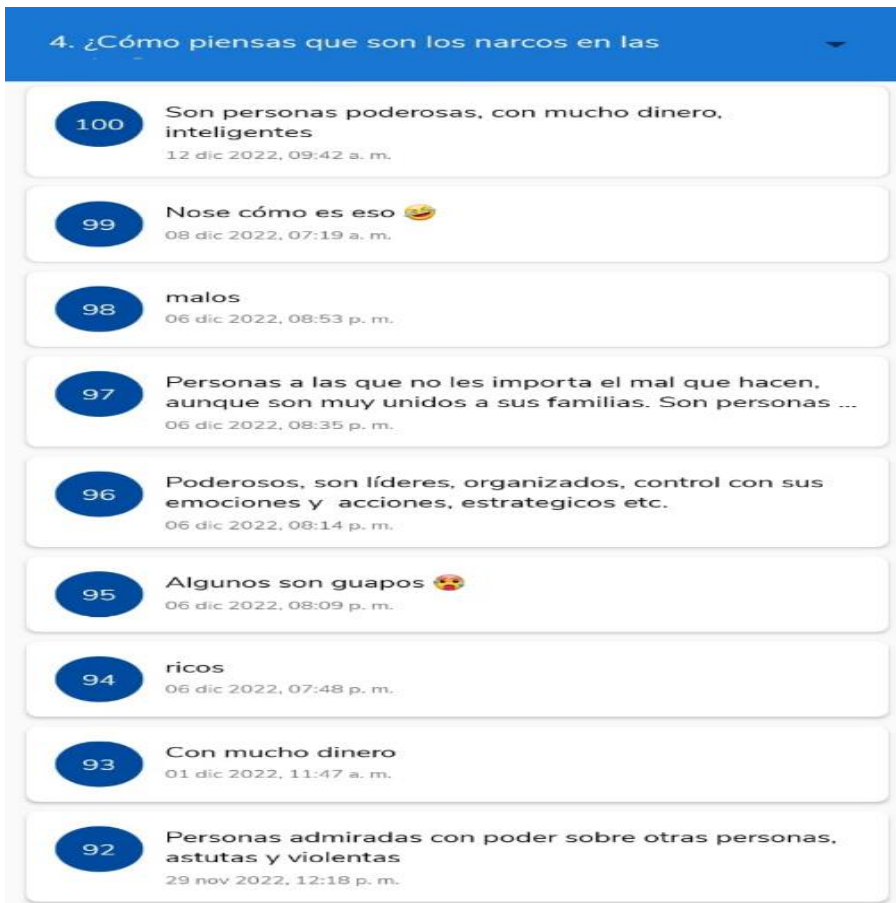 4. ¿Cómo piensas que son los narcos en las
100
Son personas poderosas, con mucho dinero,
inteligentes
12 dic 2022, 09:42 a. m.
99
Nose cómo es eso 🤣
08 dic 2022, 07:19 a. m.
98
malos
06 dic 2022, 08:53 p. m.
97
Personas a las que no les importa el mal que hacen,
aunque son muy unidos a sus familias. Son personas ...
06 dic 2022, 08:35 p. m.
96
Poderosos, son líderes, organizados, control con sus
emociones y acciones, estrategicos etc.
06 dic 2022, 08:14 p. m.
95
Algunos son guapos 🥵
06 dic 2022, 08:09 p. m.
94
ricos
06 dic 2022, 07:48 p. m.
93
Con mucho dinero
01 dic 2022, 11:47 a. m.
92
Personas admiradas con poder sobre otras personas,
astutas y violentas
29 nov 2022, 12:18 p. m.